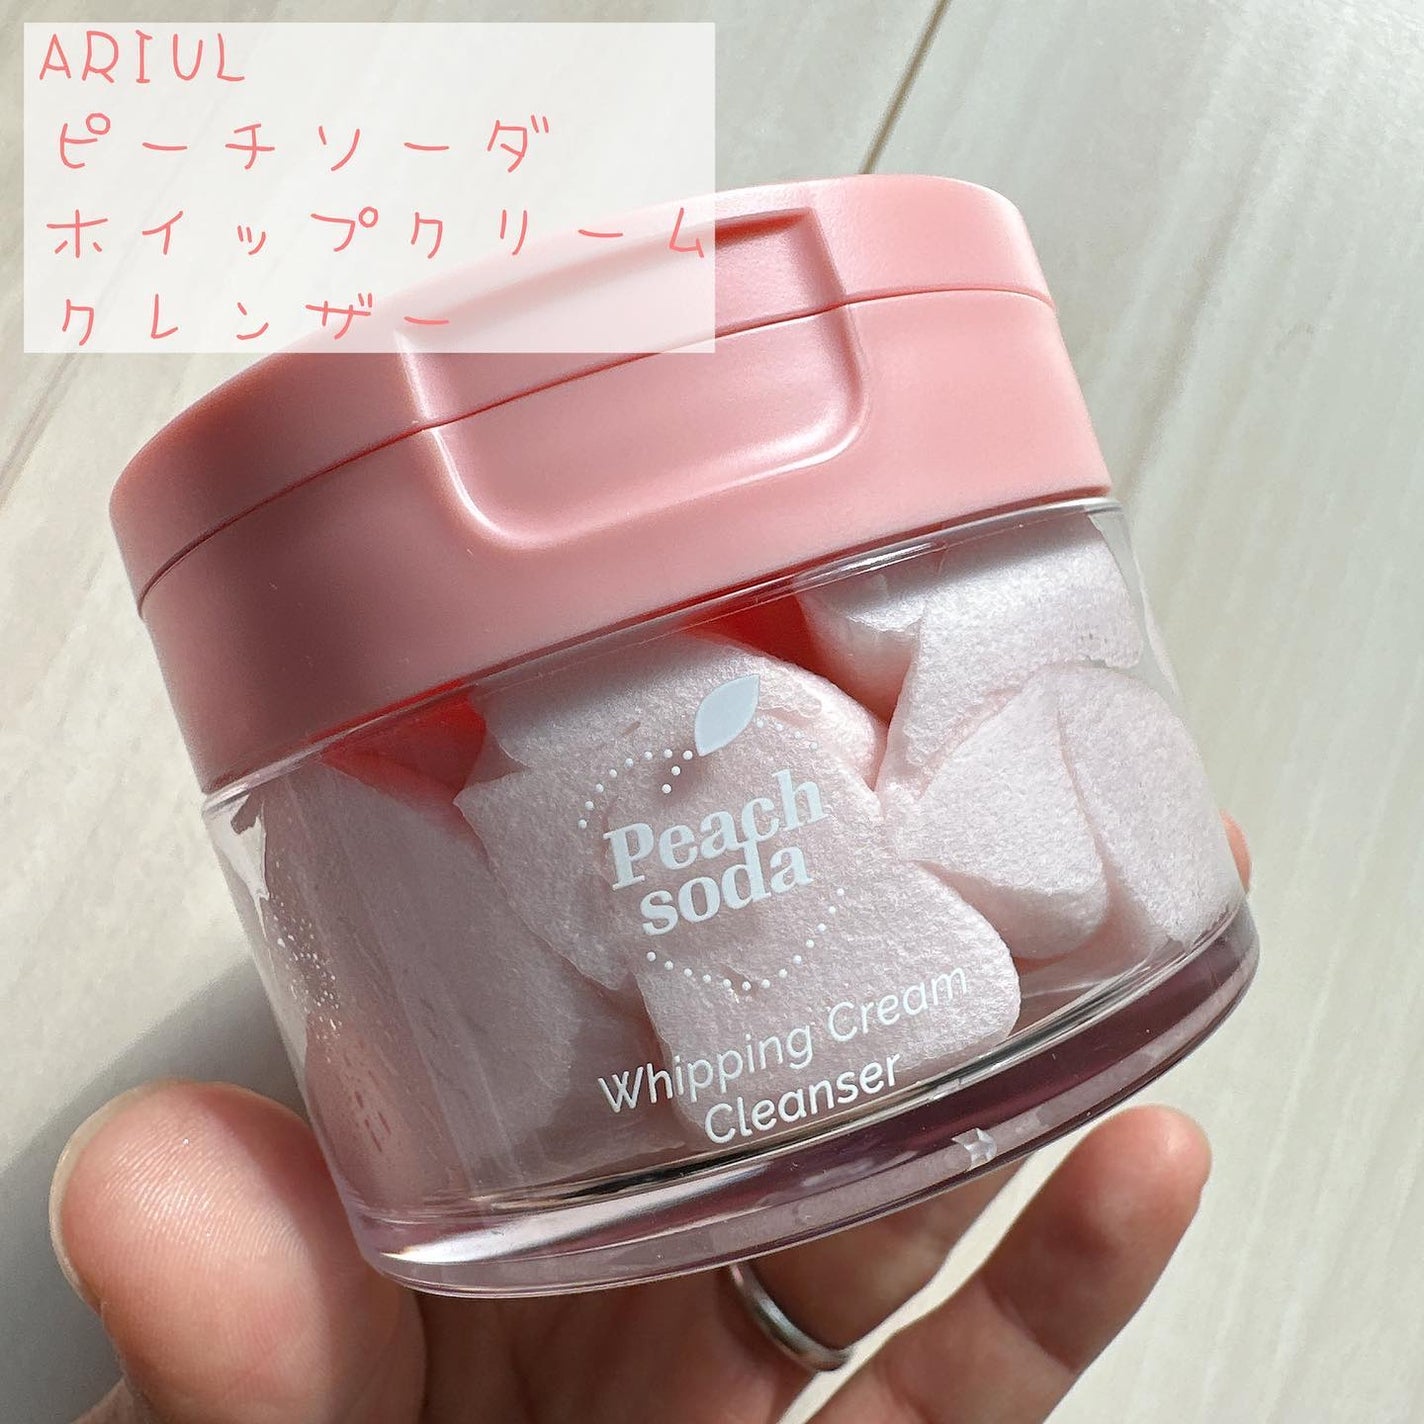 ARIUL
ピーチソーダ
ホイップクリーム
クレンザー
Peach
soda
Whipping Cream
Cleanser